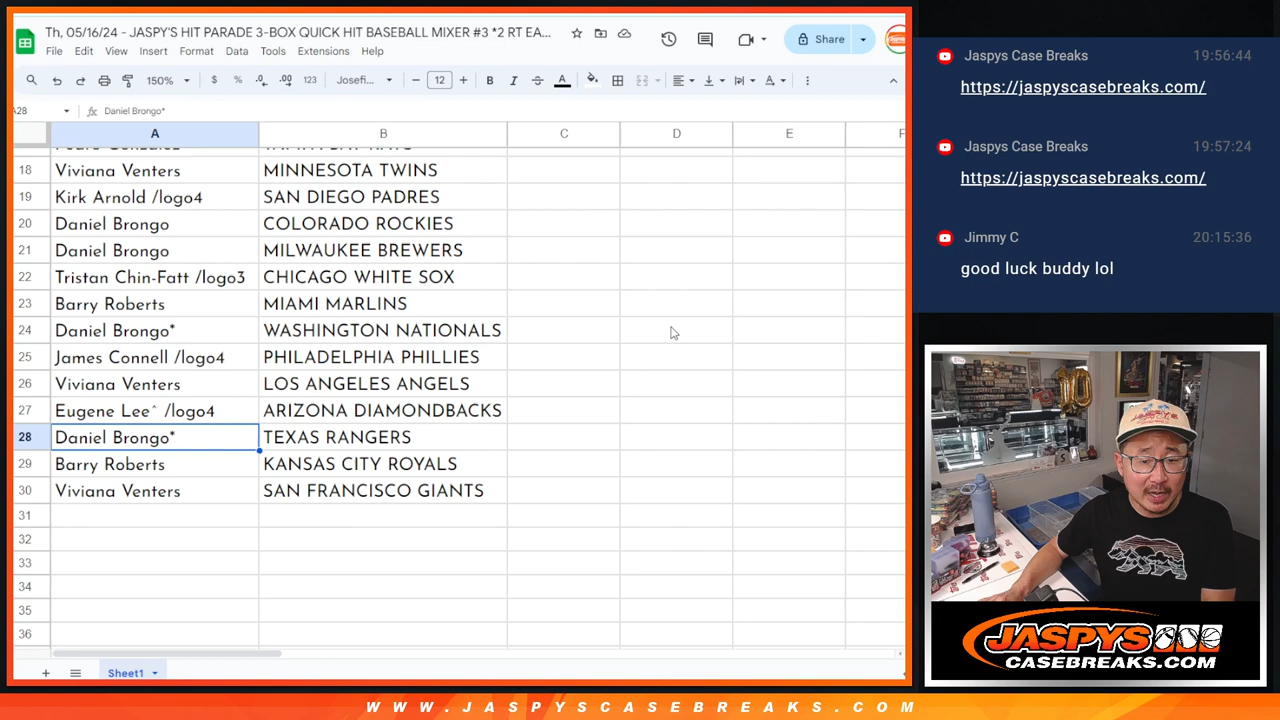 Th, 05/16/24 - JASPY'S HIT PARADE 3-BOX QUICK HIT BASEBALL MIXER #3 *2 RT EA...
File Edit View Insert Format Data Tools Extensions Help
Share
150% $ % .0 .00 123 Josefi... 12 B I A
A28 fx Daniel Brongo*
A B C D E F
18 Viviana Venters MINNESOTA TWINS
19 Kirk Arnold /logo4 SAN DIEGO PADRES
20 Daniel Brongo COLORADO ROCKIES
21 Daniel Brongo MILWAUKEE BREWERS
22 Tristan Chin-Fatt /logo3 CHICAGO WHITE SOX
23 Barry Roberts MIAMI MARLINS
24 Daniel Brongo* WASHINGTON NATIONALS
25 James Connell /logo4 PHILADELPHIA PHILLIES
26 Viviana Venters LOS ANGELES ANGELS
27 Eugene Lee^ /logo4 ARIZONA DIAMONDBACKS
28 Daniel Brongo* TEXAS RANGERS
29 Barry Roberts KANSAS CITY ROYALS
30 Viviana Venters SAN FRANCISCO GIANTS
31
32
33
34
35
36
Sheet1
Jaspys Case Breaks 19:56:44
https://jaspyscasebreaks.com/
Jaspys Case Breaks 19:57:24
https://jaspyscasebreaks.com/
Jimmy C 20:15:36
good luck buddy lol
10
JASPYS
CASEBREAKS.COM
WWW.JASPYSCASEBREAKS.COM